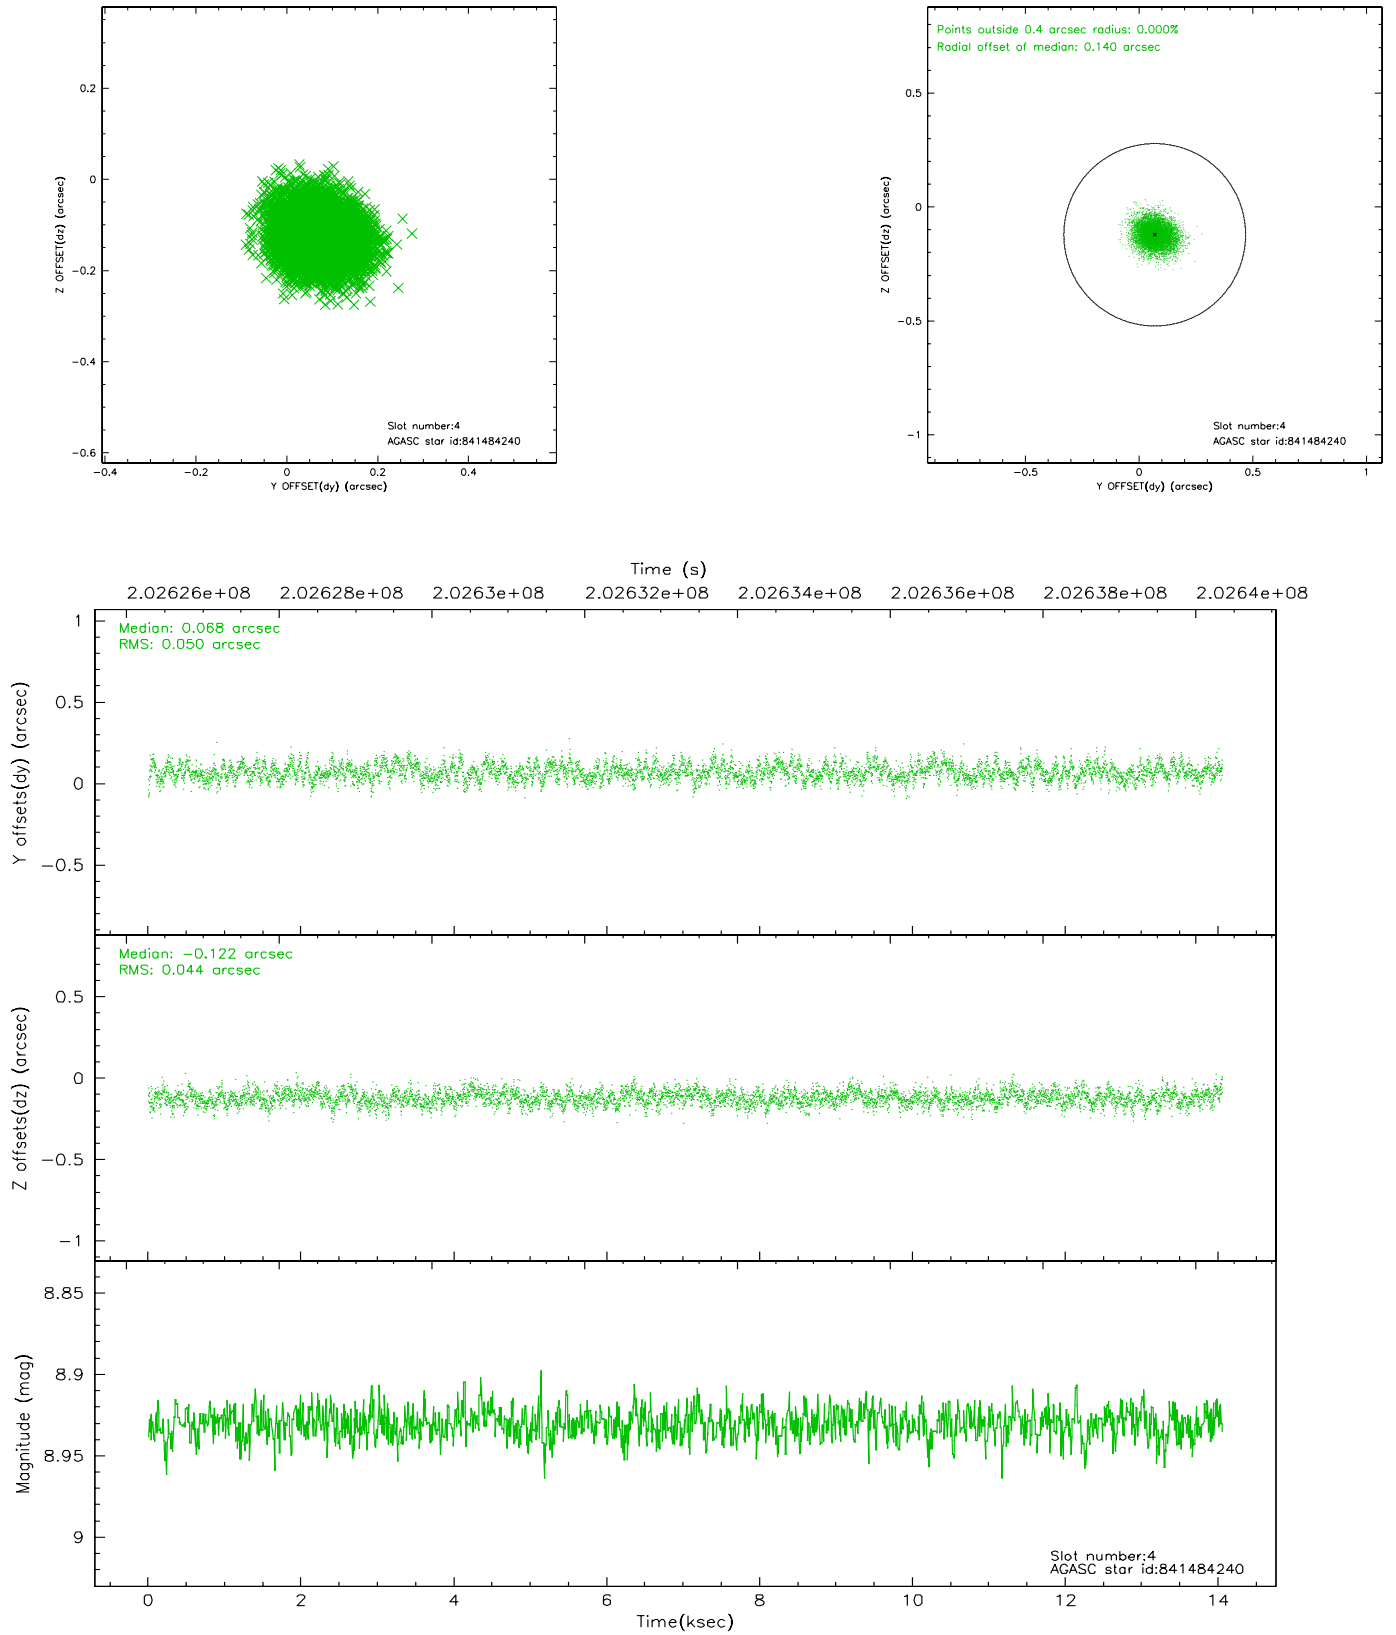 0.2
0
−0.2
−0.4
−0.6
Z OFFSET(dz) (arcsec)
−0.4 −0.2 0 0.2 0.4
Y OFFSET(dy) (arcsec)
Slot number:4
AGASC star id:841484240
Points outside 0.4 arcsec radius: 0.000%
Radial offset of median: 0.140 arcsec
0.5
0
−0.5
−1
Z OFFSET(dz) (arcsec)
−0.5 0 0.5 1
Y OFFSET(dy) (arcsec)
Slot number:4
AGASC star id:841484240
Time (s)
2.02626e+08 2.02628e+08 2.0263e+08 2.02632e+08 2.02634e+08 2.02636e+08 2.02638e+08 2.0264e+08
Median: 0.068 arcsec
RMS: 0.050 arcsec
1
0.5
0
−0.5
Y offsets(dy) (arcsec)
Median: −0.122 arcsec
RMS: 0.044 arcsec
0.5
0
−0.5
−1
Z offsets(dz) (arcsec)
8.85
8.9
8.95
9
Magnitude (mag)
Slot number:4
AGASC star id:841484240
0 2 4 6 8 10 12 14
Time(ksec)